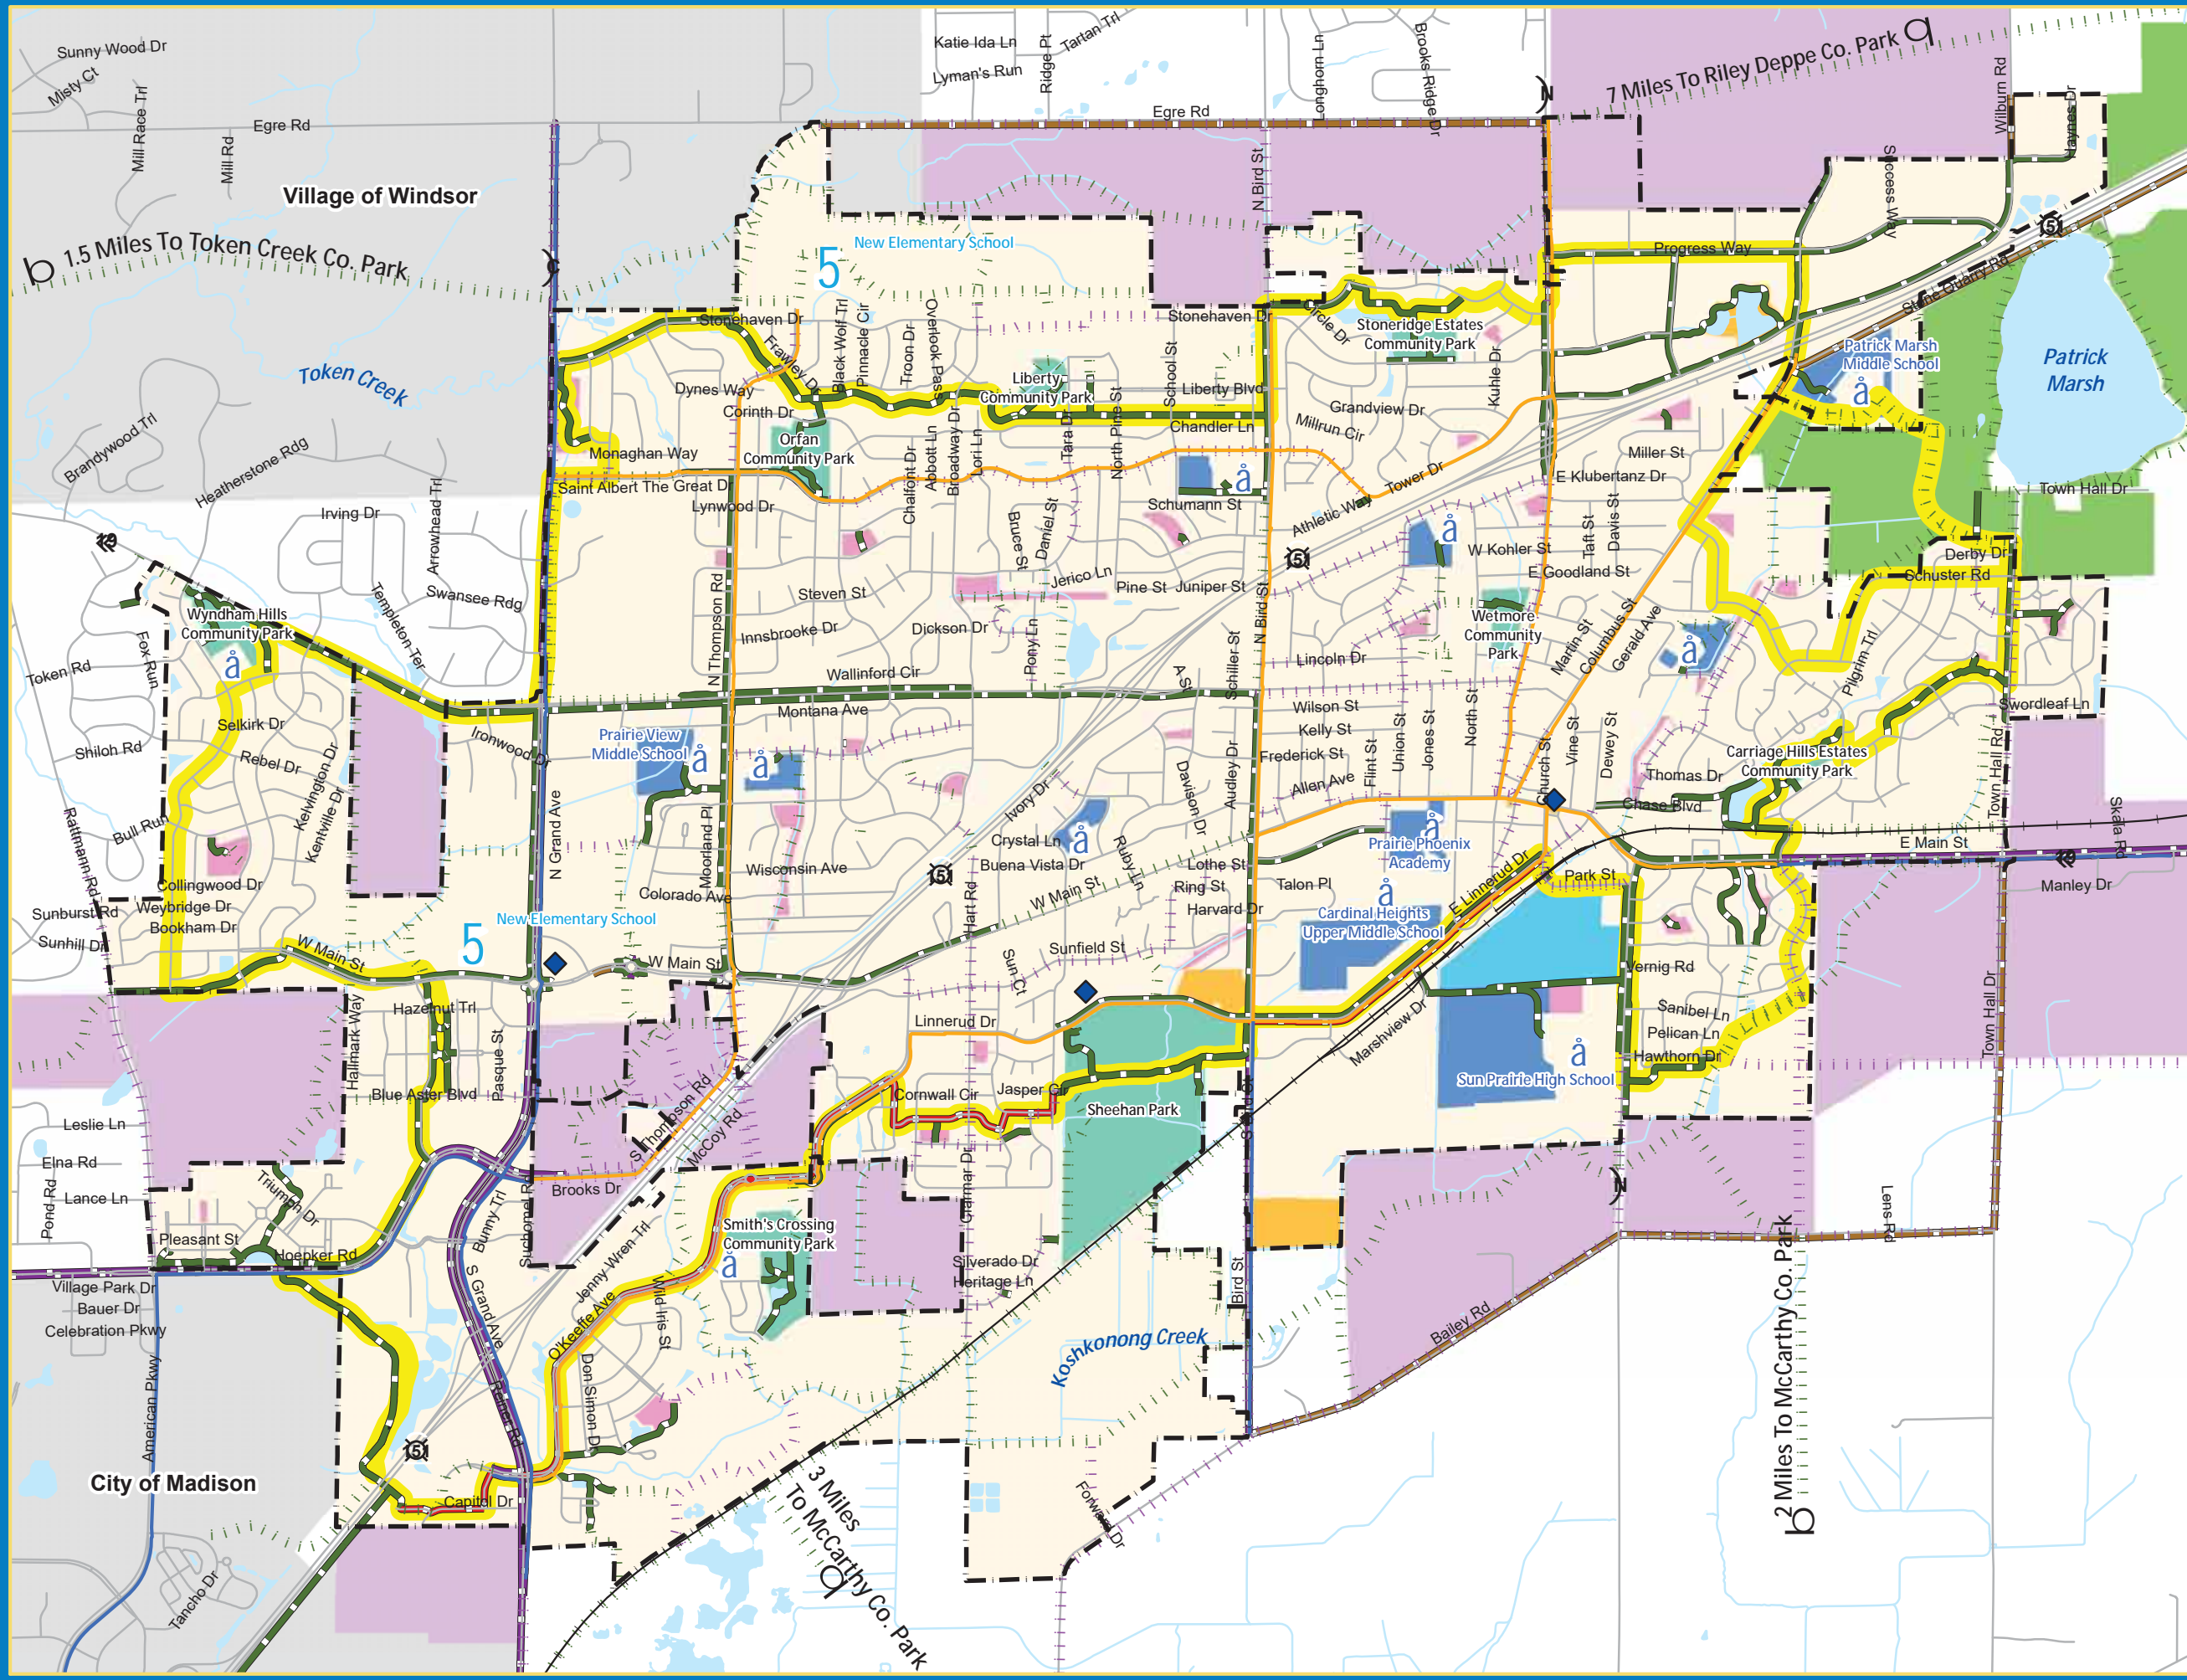 Sunny Wood Dr
Misty Ct
Mill Race Trl
Mill Rd
Egre Rd
Village of Windsor
1.5 Miles To Token Creek Co. Park
Token Creek
Brandywood Trl
Heatherstone Rdg
Katie Ida Ln
Lyman's Run
Ridge Pt
Tartan Trl
Longhorn Ln
Brooks Ridge Dr
Egre Rd
N Bird St
N
7 Miles To Riley Deppe Co. Park
Wilburn Rd
Haynes Dr
Success Way
Progress Way
Stone Quarry Rd
151
Patrick Marsh
Middle School
Patrick
Marsh
C
5
New Elementary School
Stonehaven Dr
Frawley Dr
Black Wolf Trl
Pinnacle Cir
Troon Dr
Overlook Pass
Stonehaven Dr
Circle Dr
Stoneridge Estates
Community Park
Kuhle Dr
Dynes Way
Corinth Dr
Liberty
Community Park
School St
Liberty Blvd
Chandler Ln
Grandview Dr
Millrun Cir
Orfan
Community Park
Monaghan Way
Saint Albert The Great Dr
Lynwood Dr
Chalfont Dr
Abbott Ln
Broadway Dr
Lori Ln
Tara Dr
North Pine St
Schumann St
Tower Dr
Athletic Way
Miller St
E Klubertanz Dr
Town Hall Dr
Irving Dr
Arrowhead Trl
19
Swansee Rdg
Templeton Ter
Bruce St
Daniel St
Jerico Ln
Pine St
Juniper St
151
W Kohler St
Taft St
Davis St
E Goodland St
Derby Dr
Schuster Rd
Wyndham Hills
Community Park
Token Rd
Fox Run
N Thompson Rd
Steven St
Innsbrooke Dr
Dickson Dr
Pony Ln
Wallinford Cir
A St
Schiller St
N Bird St
Lincoln Dr
Wetmore
Community
Park
Martin St
Columbus St
Gerald Ave
Pilgrim Trl
Swordleaf Ln
Selkirk Dr
Shiloh Rd
Rebel Dr
Kelvington Dr
Kentville Dr
Ironwood Dr
Prairie View
Middle School
Montana Ave
Wilson St
Kelly St
Frederick St
Allen Ave
Flint St
Union St
Jones St
North St
Church St
Vine St
Dewey St
Thomas Dr
Chase Blvd
Carriage Hills Estates
Community Park
Town Hall Rd
Rattmann Rd
Bull Run
N Grand Ave
Moorland Pl
Ivory Dr
Crystal Ln
Buena Vista Dr
Ruby Ln
Davison Dr
Audley Dr
Lothe St
Ring St
Harvard Dr
Talon Pl
Prairie Phoenix
Academy
Cardinal Heights
Upper Middle School
E Linnerud Dr
Park St
E Main St
19
Skala Rd
Manley Dr
Collingwood Dr
Weybridge Dr
Bookham Dr
Sunburst Rd
Sunhill Dr
W Main St
5
New Elementary School
Wisconsin Ave
Colorado Ave
W Main St
151
Hart Rd
W Main St
Sunfield St
Sun Ct
Linnerud Dr
Vernig Rd
Sanibel Ln
Pelican Ln
Hawthorn Dr
Marshview Dr
Sun Prairie High School
Town Hall Dr
Hallmark Way
Hazelnut Trl
Pasque St
Blue Aster Blvd
S Thompson Rd
McCoy Rd
Cornwall Cir
Jasper Cir
Sheehan Park
Leslie Ln
Elna Rd
Lance Ln
Pond Rd
Triumph Dr
Pleasant St
Hoepker Rd
Bunny Trl
Suchomel Rd
Brooks Dr
Jenny Wren Trl
Smith's Crossing
Community Park
Glarmar Dr
Silverado Dr
Heritage Ln
Bird St
N
Lens Rd
Village Park Dr
Bauer Dr
Celebration Pkwy
American Pkwy
S Grand Ave
Reiner Rd
O'Keeffe Ave
Wild Iris St
Don Simon Dr
Koshkonong Creek
Bailey Rd
2 Miles To McCarthy Co. Park
151
Capitol Dr
City of Madison
Tancho Dr
3 Miles
To McCarthy Co. Park
Forward Dr